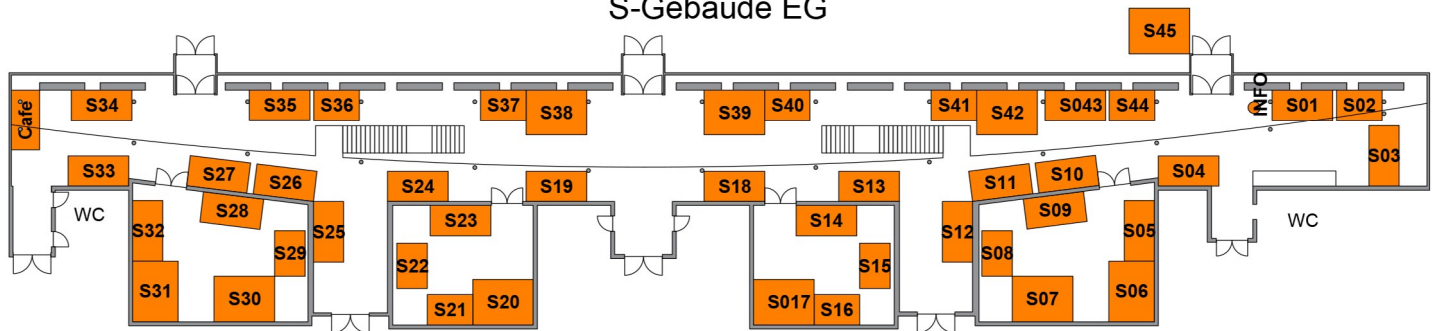 S-Gebäude EG
S45
Café
S34
S35
S36
S37
S38
S39
S40
S41
S42
S043
S44
INFO
S01
S02
S03
S33
S27
S26
S24
S19
S18
S13
S11
S10
S04
WC
S32
S28
S29
S25
S23
S22
S14
S15
S12
S09
S08
S05
WC
S31
S30
S21
S20
S017
S16
S07
S06